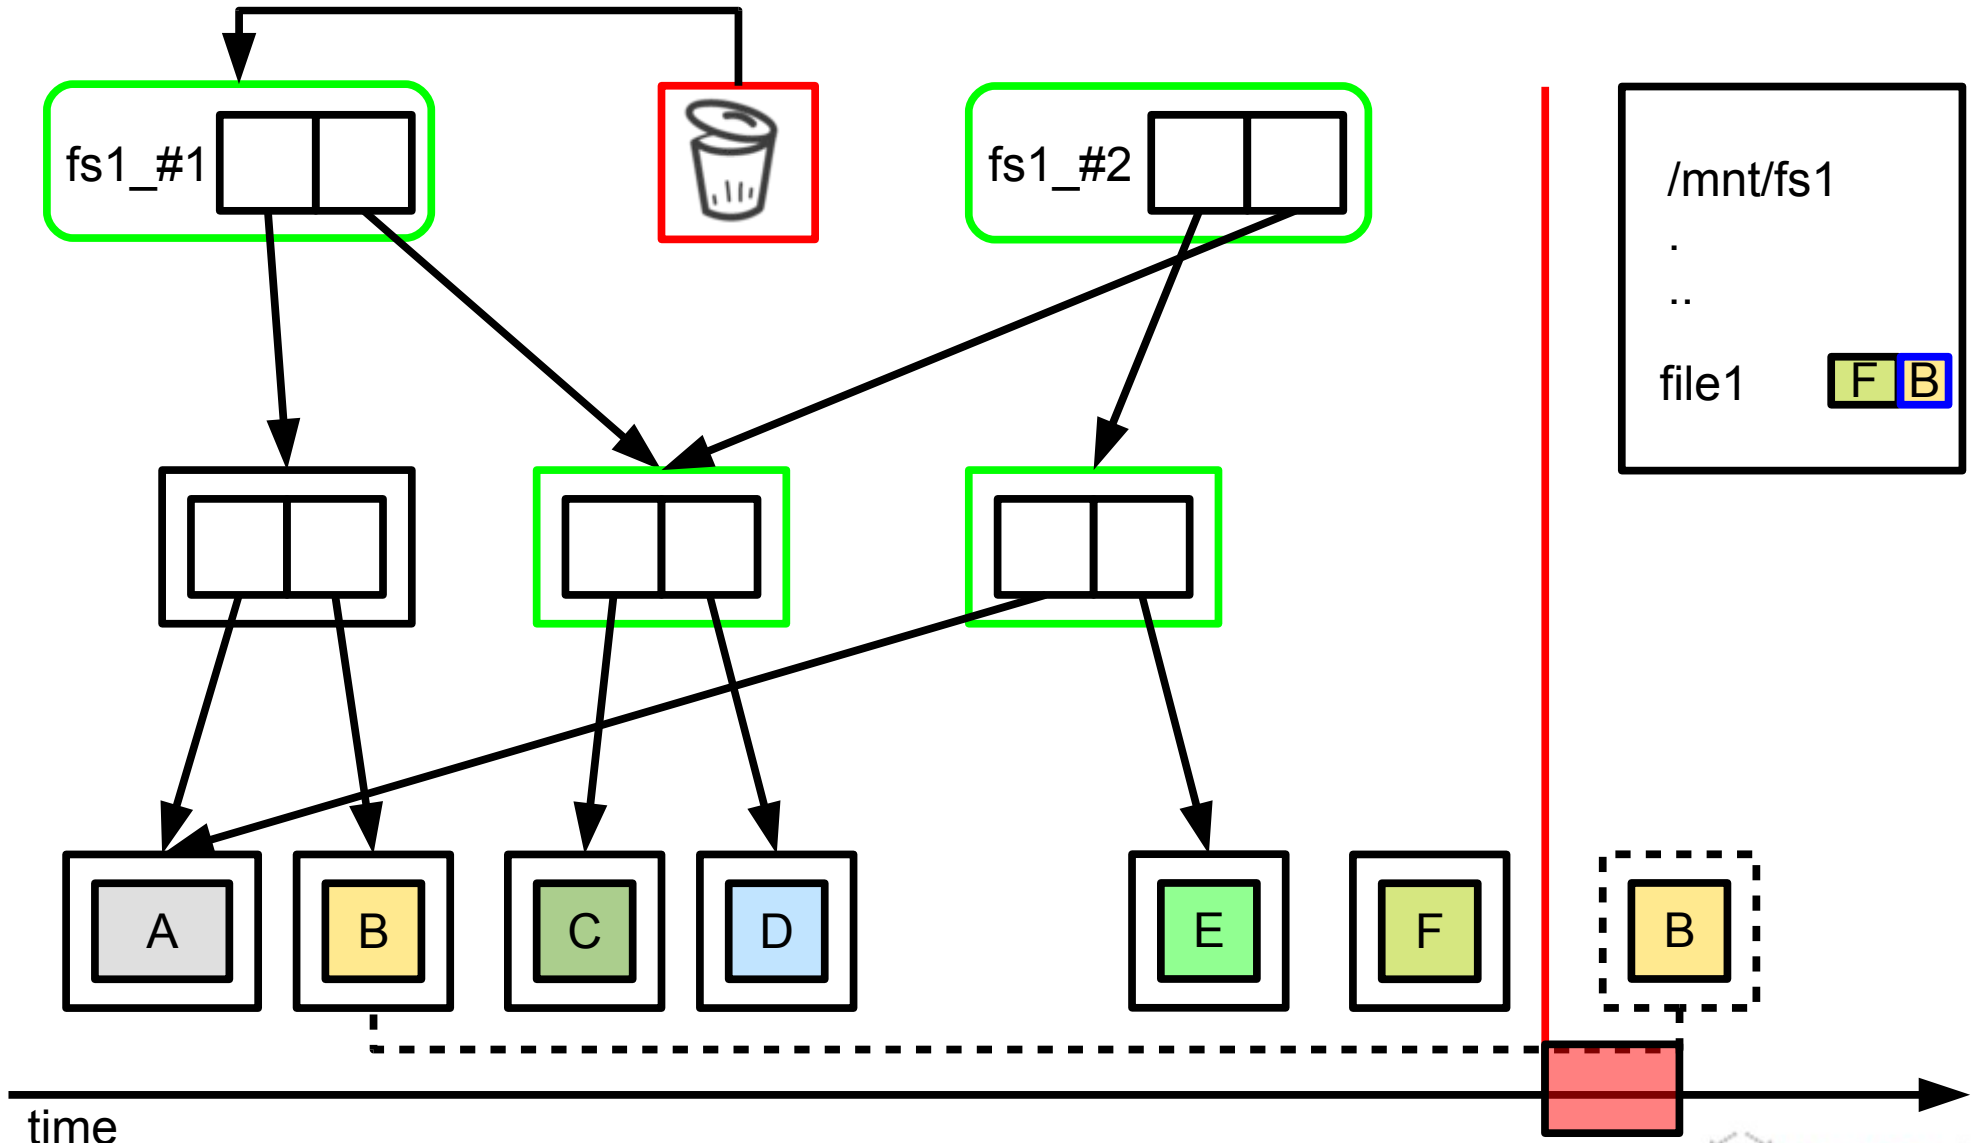 fs1_#1
fs1_#2
/mnt/fs1
.
..
file1 F B
A B C D E F B
time